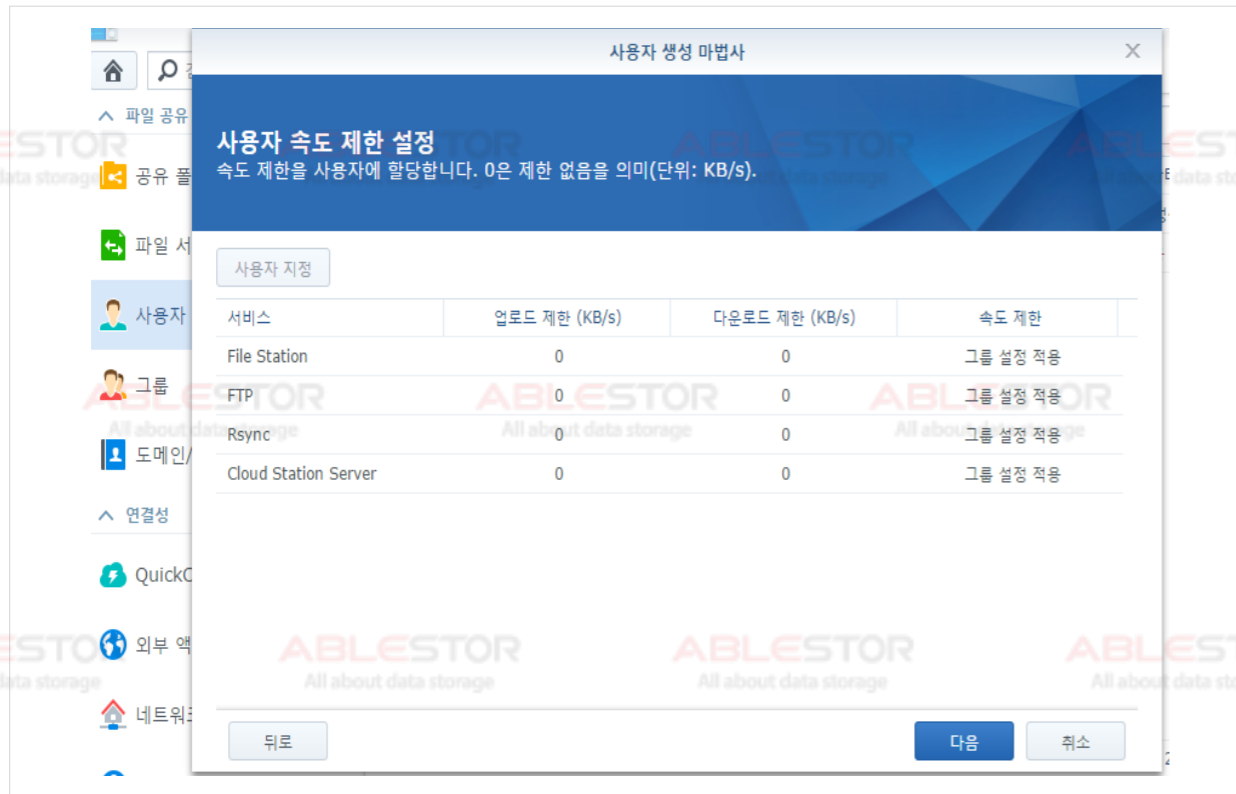 사용자 생성 마법사
파일 공유
사용자 속도 제한 설정
속도 제한을 사용자에 할당합니다. 0은 제한 없음을 의미(단위: KB/s).
공유 폴
파일 서
사용자
그룹
도메인/
연결성
외부 액
사용자 지정
서비스 업로드 제한 (KB/s) 다운로드 제한 (KB/s) 속도 제한
File Station 0 0 그룹 설정 적용
FTP 0 0 그룹 설정 적용
Rsync 0 0 그룹 설정 적용
Cloud Station Server 0 0 그룹 설정 적용
뒤로 다음 취소
ABLESTOR ABLESTOR
All about data storage All about data storage